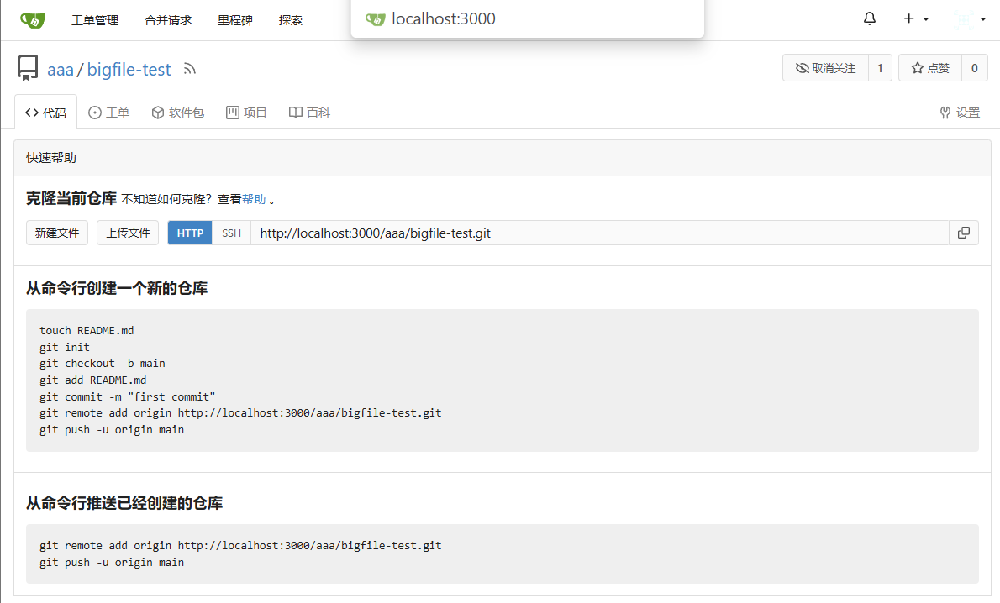 工单管理 合并请求 里程碑 探索 localhost:3000
aaa / bigfile-test 取消关注 1 点赞 0
代码 工单 软件包 项目 百科 设置
快速帮助
克隆当前仓库 不知道如何克隆？查看帮助 。
新建文件 上传文件 HTTP SSH http://localhost:3000/aaa/bigfile-test.git
从命令行创建一个新的仓库
touch README.md
git init
git checkout -b main
git add README.md
git commit -m "first commit"
git remote add origin http://localhost:3000/aaa/bigfile-test.git
git push -u origin main
从命令行推送已经创建的仓库
git remote add origin http://localhost:3000/aaa/bigfile-test.git
git push -u origin main